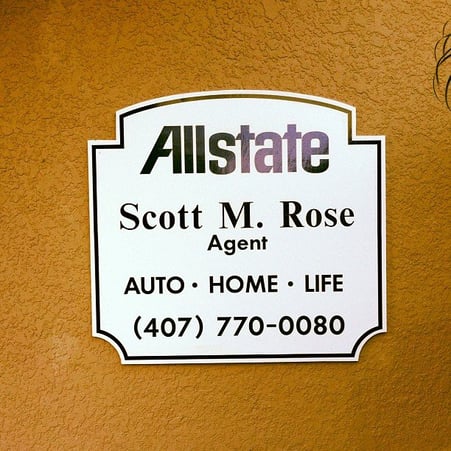 Allstate
Scott M. Rose
Agent
AUTO • HOME • LIFE
(407) 770-0080